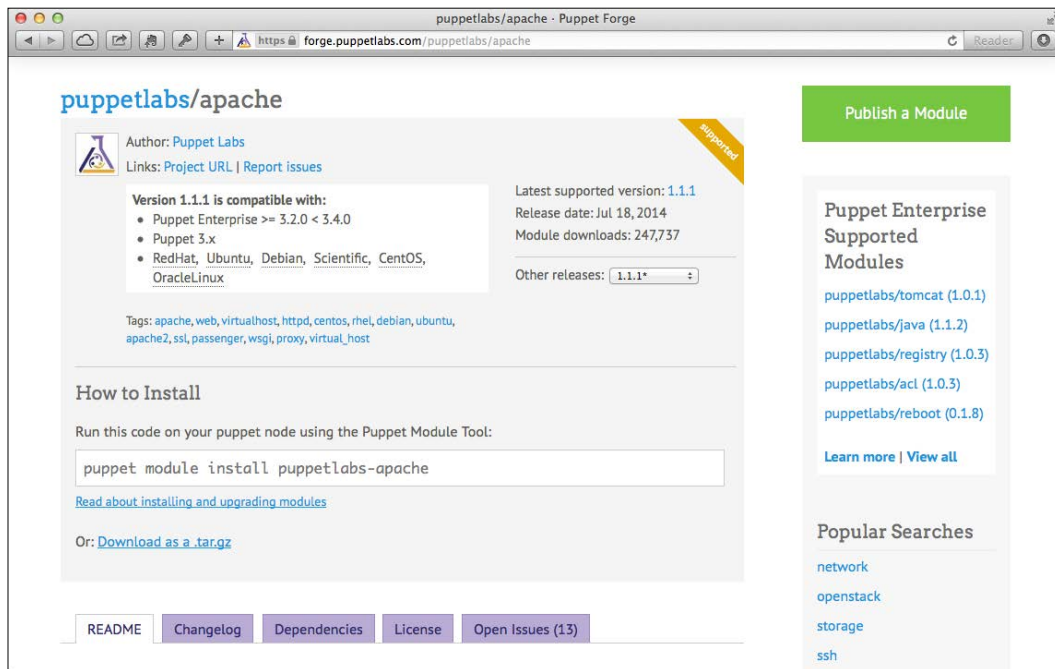 puppetlabs/apache - Puppet Forge
https forge.puppetlabs.com/puppetlabs/apache
Reader
puppetlabs/apache
supported
Author: Puppet Labs
Links: Project URL | Report issues
Version 1.1.1 is compatible with:
• Puppet Enterprise >= 3.2.0 < 3.4.0
• Puppet 3.x
• RedHat, Ubuntu, Debian, Scientific, CentOS,
OracleLinux
Latest supported version: 1.1.1
Release date: Jul 18, 2014
Module downloads: 247,737
Other releases: 1.1.1*
Tags: apache, web, virtualhost, httpd, centos, rhel, debian, ubuntu,
apache2, ssl, passenger, wsgi, proxy, virtual_host
How to Install
Run this code on your puppet node using the Puppet Module Tool:
puppet module install puppetlabs-apache
Read about installing and upgrading modules
Or: Download as a .tar.gz
README
Changelog
Dependencies
License
Open Issues (13)
Publish a Module
Puppet Enterprise
Supported
Modules
puppetlabs/tomcat (1.0.1)
puppetlabs/java (1.1.2)
puppetlabs/registry (1.0.3)
puppetlabs/acl (1.0.3)
puppetlabs/reboot (0.1.8)
Learn more | View all
Popular Searches
network
openstack
storage
ssh